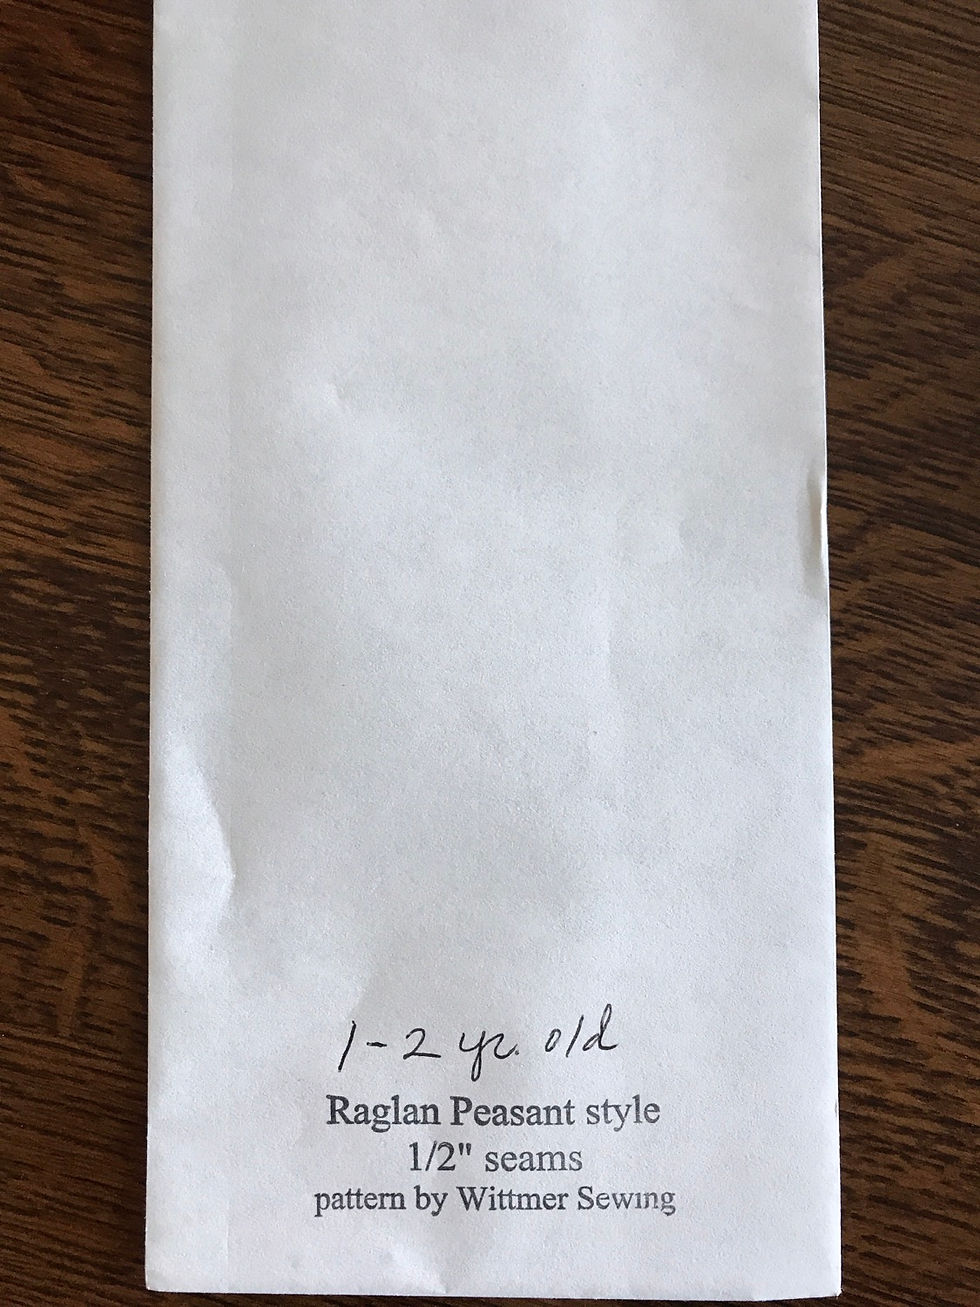 1-2 yr. old
Raglan Peasant style
1/2" seams
pattern by Wittmer Sewing